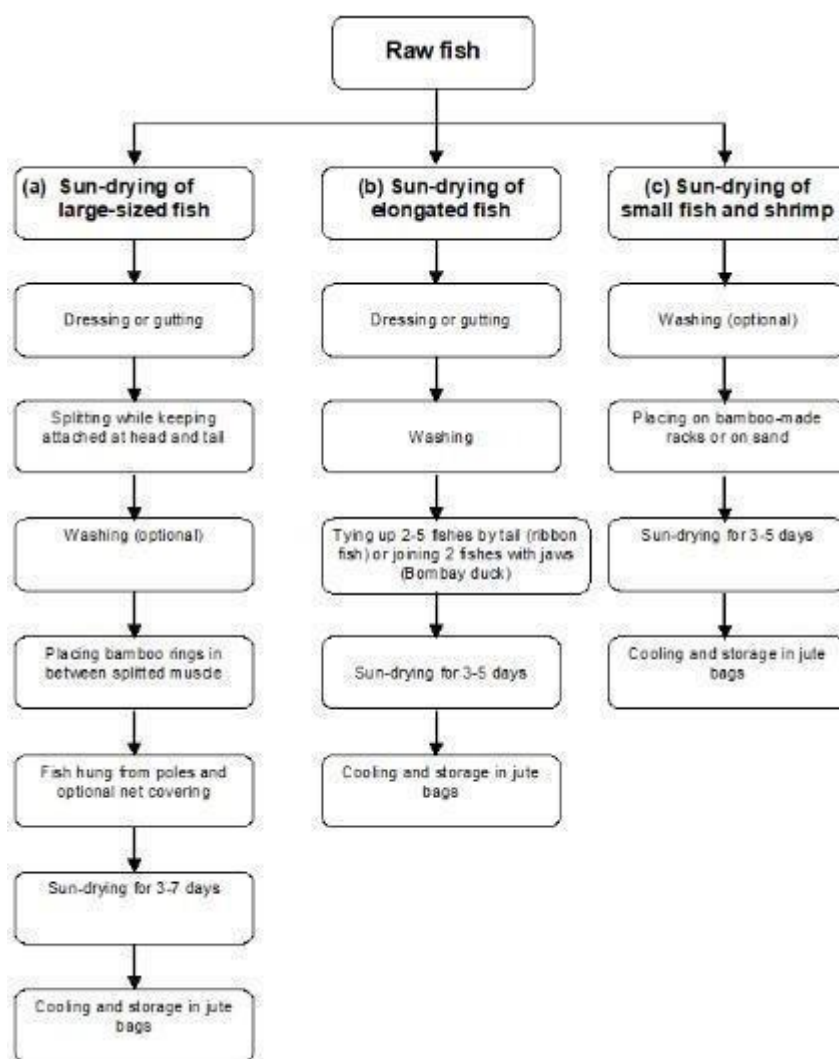 Raw fish
(a) Sun-drying of
large-sized fish
Dressing or gutting
Splitting while keeping
attached at head and tail
Washing (optional)
Placing bamboo rings in
between splitted muscle
Fish hung from poles and
optional net covering
Sun-drying for 3-7 days
Cooling and storage in jute
bags
(b) Sun-drying of
elongated fish
Dressing or gutting
Washing
Tying up 2-5 fishes by tail (ribbon
fish) or joining 2 fishes with jaws
(Bombay duck)
Sun-drying for 3-5 days
Cooling and storage in jute
bags
(c) Sun-drying of
small fish and shrimp
Washing (optional)
Placing on bamboo-made
racks or on sand
Sun-drying for 3-5 days
Cooling and storage in jute
bags